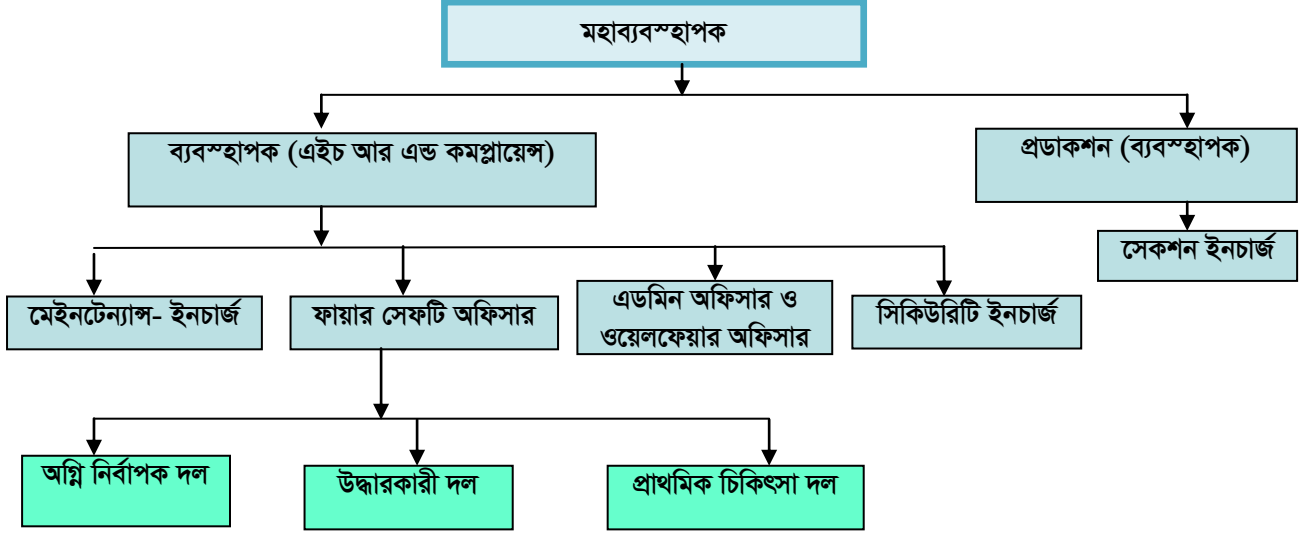 মহাব্যবস্হাপক
ব্যবস্হাপক (এইচ আর এন্ড কমপ্লায়েন্স)
প্রডাকশন (ব্যবস্হাপক)
সেকশন ইনচার্জ
মেইনটেন্যান্স- ইনচার্জ
ফায়ার সেফটি অফিসার
এডমিন অফিসার ও
ওয়েলফেয়ার অফিসার
সিকিউরিটি ইনচার্জ
অগ্নি নির্বাপক দল
উদ্ধারকারী দল
প্রাথমিক চিকিৎসা দল